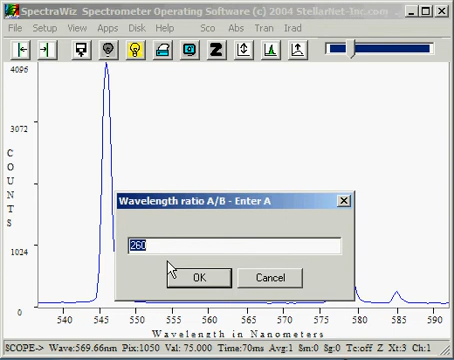 SpectraWiz Spectrometer Operating Software (c) 2004 StellarNet-Inc.com
File Setup View Apps Disk Help Sco Abs Tran Irad
4096
3072
1024
0
COUNTS
Wavelength ratio A/B - Enter A
260
OK Cancel
540 545 550 555 560 565 570 575 580 585 590
Wavelength in Nanometers
SCOPE-> Wave:569.66nm Pix:1050 Val: 75.000 Time:70ms Avg:1 Sm:0 Sg:0 Tc:off Z Xt:3 Ch:1